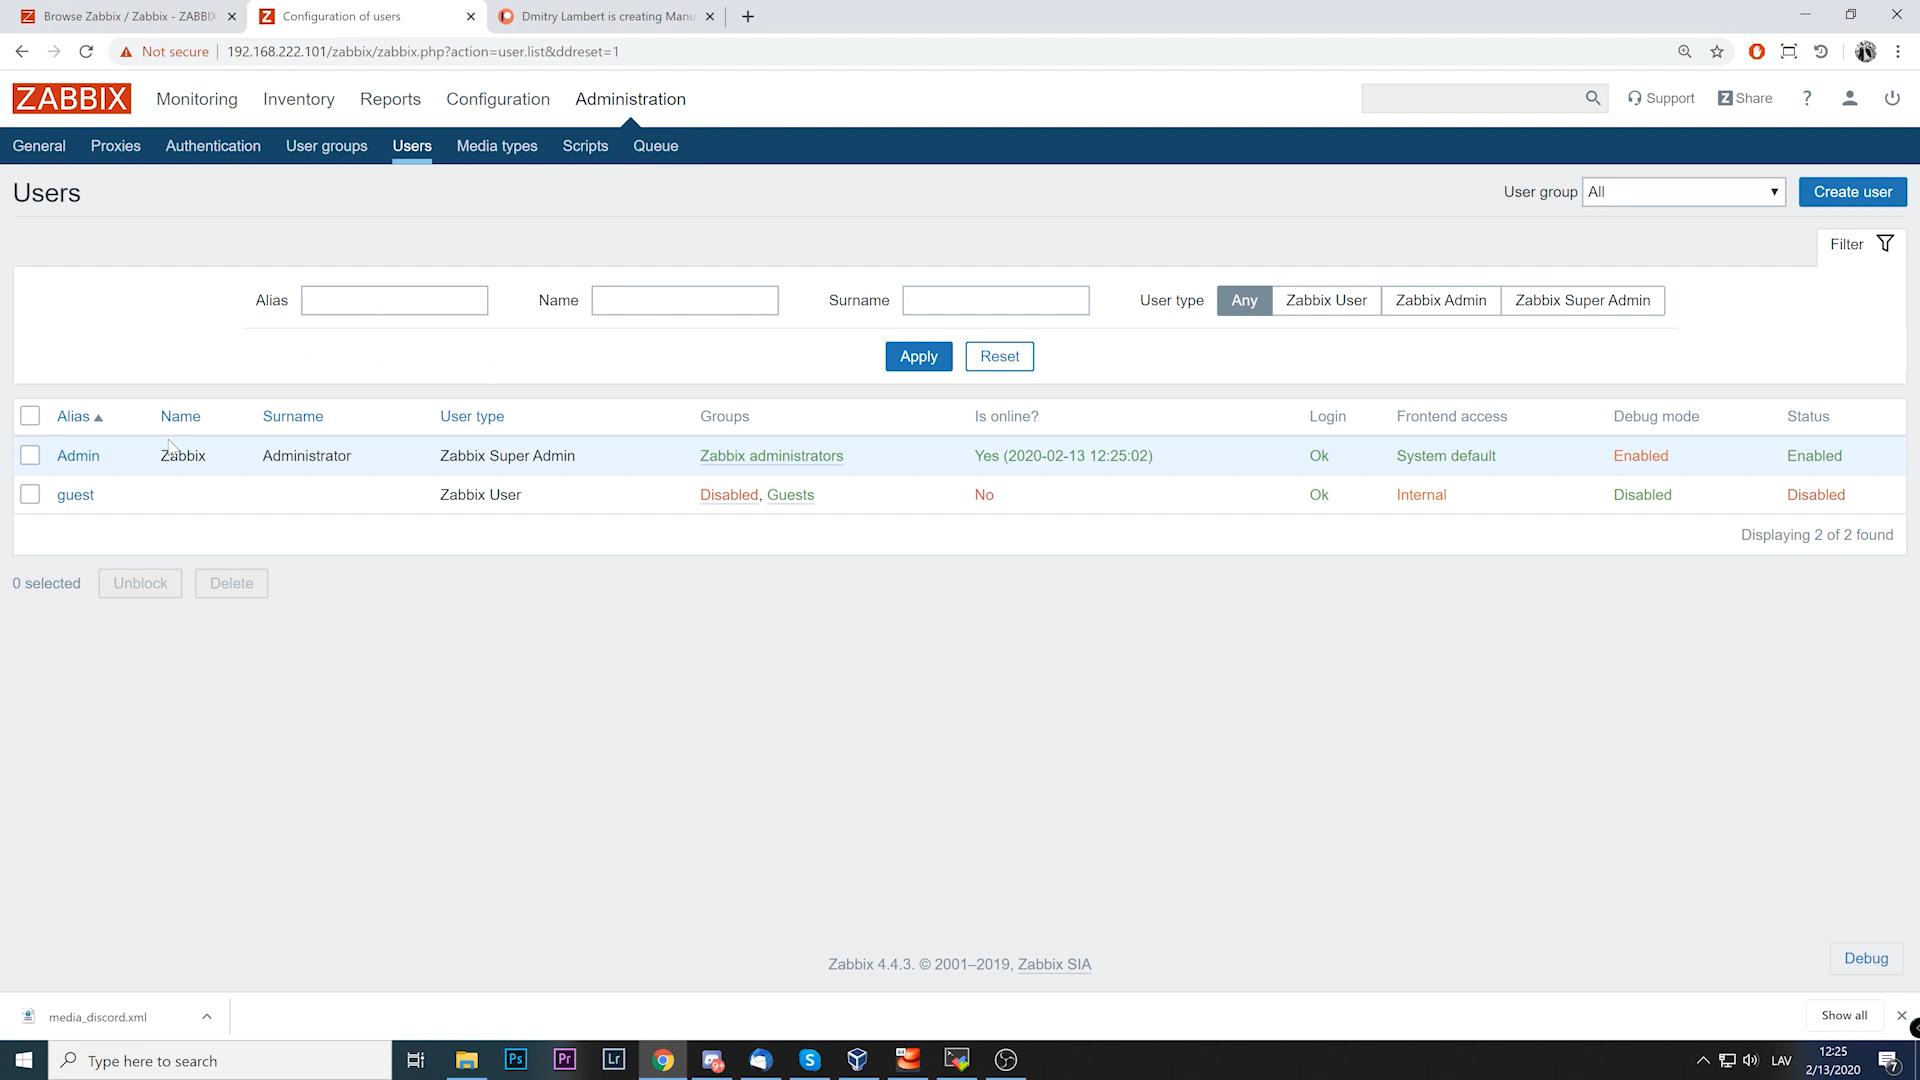 Browse Zabbix / Zabbix - ZABBIX
Configuration of users
Dmitry Lambert is creating Manu
Not secure
192.168.222.101/zabbix/zabbix.php?action=user.list&ddreset=1
ZABBIX
Monitoring
Inventory
Reports
Configuration
Administration
Support
Z Share
?
General
Proxies
Authentication
User groups
Users
Media types
Scripts
Queue
Users
User group
All
Create user
Filter
Alias
Name
Surname
User type
Any
Zabbix User
Zabbix Admin
Zabbix Super Admin
Apply
Reset
Alias
Name
Surname
User type
Groups
Is online?
Login
Frontend access
Debug mode
Status
Admin
Zabbix
Administrator
Zabbix Super Admin
Zabbix administrators
Yes (2020-02-13 12:25:02)
Ok
System default
Enabled
Enabled
guest
Zabbix User
Disabled, Guests
No
Ok
Internal
Disabled
Disabled
Displaying 2 of 2 found
0 selected
Unblock
Delete
Zabbix 4.4.3. © 2001–2019, Zabbix SIA
Debug
media_discord.xml
Show all
Type here to search
Ps
Pr
Lr
LAV
12:25
2/13/2020
7